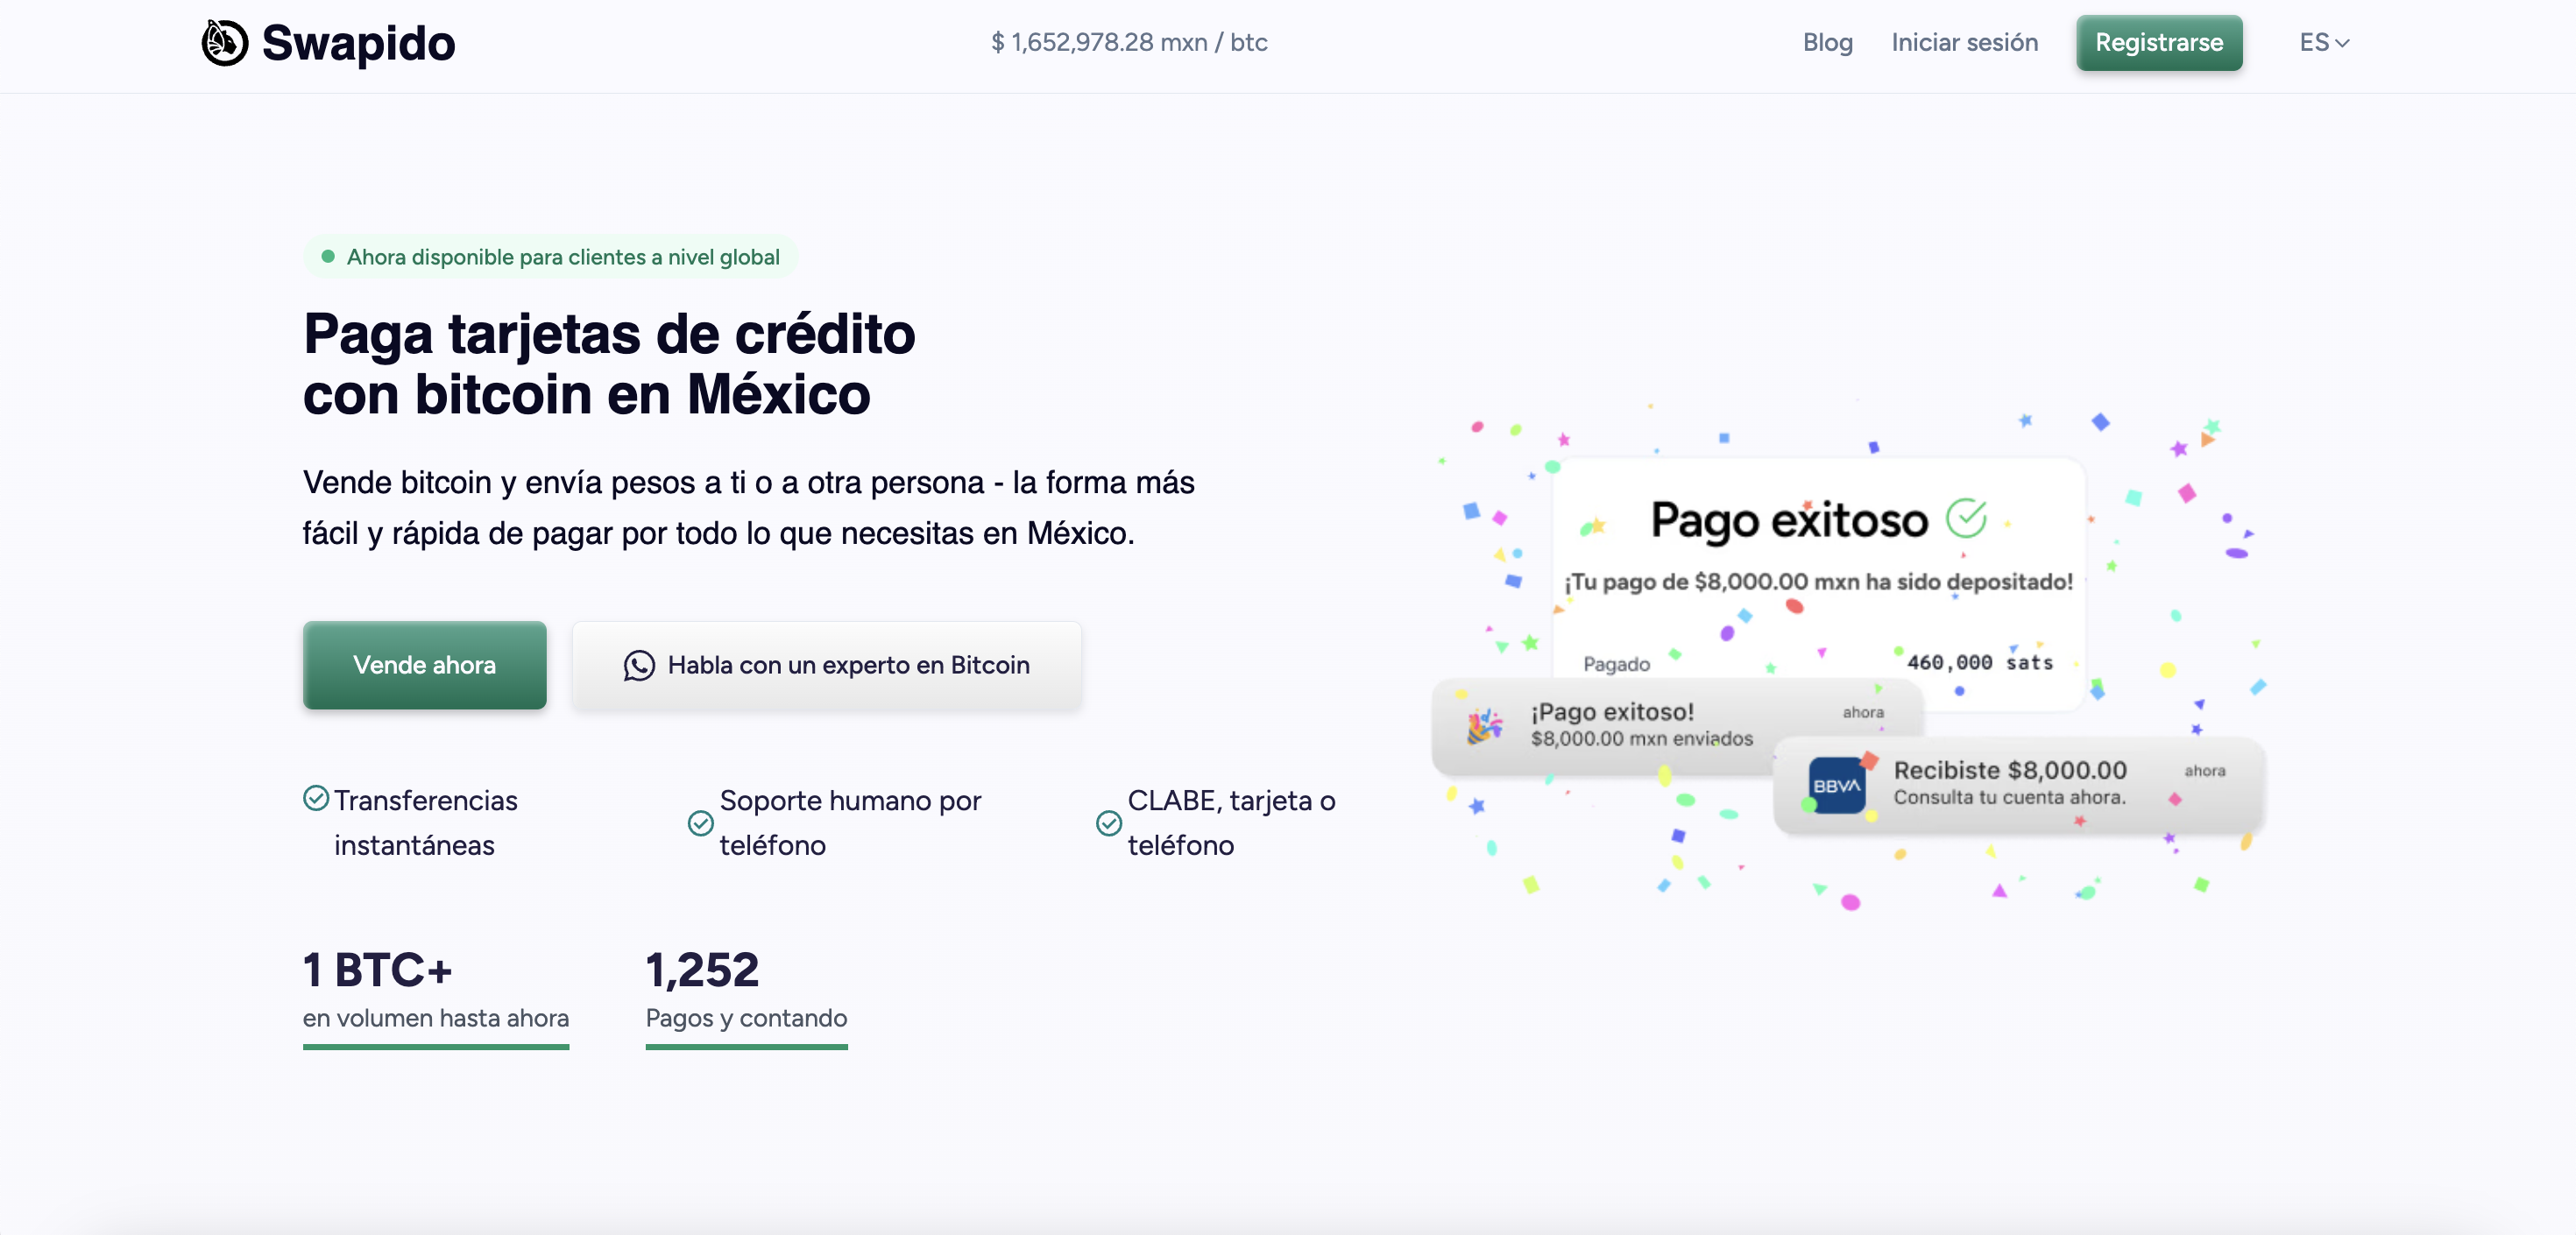 Swapido
$ 1,652,978.28 mxn / btc
Blog
Iniciar sesión
Registrarse
ES
Ahora disponible para clientes a nivel global
Paga tarjetas de crédito
con bitcoin en México
Vende bitcoin y envía pesos a ti o a otra persona - la forma más
fácil y rápida de pagar por todo lo que necesitas en México.
Vende ahora
Habla con un experto en Bitcoin
Transferencias
instantáneas
Soporte humano por
teléfono
CLABE, tarjeta o
teléfono
1 BTC+
en volumen hasta ahora
1,252
Pagos y contando
Pago exitoso
¡Tu pago de $8,000.00 mxn ha sido depositado!
Pagado
460,000 sats
¡Pago exitoso!
ahora
$8,000.00 mxn enviados
BBVA
Recibiste $8,000.00
ahora
Consulta tu cuenta ahora.